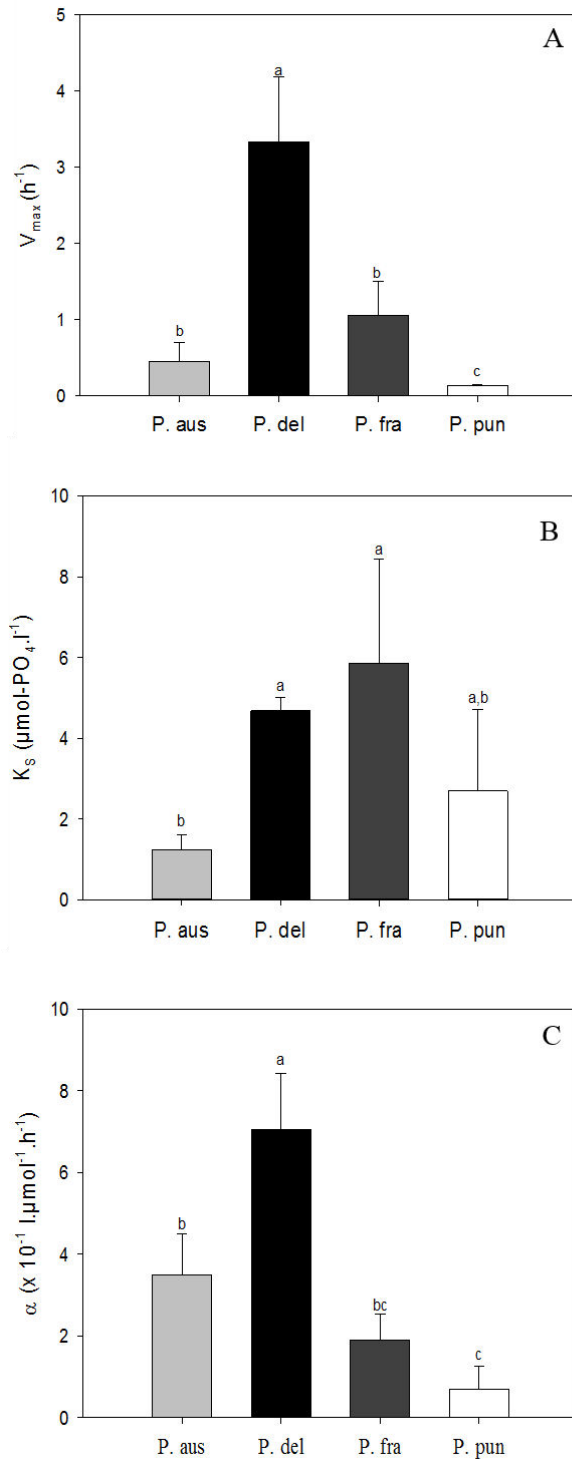 A
5
4
3
2
1
0
V_max (h⁻¹)
a
b
b
c
P. aus P. del P. fra P. pun
B
10
8
6
4
2
0
K_S (µmol-PO₄.l⁻¹)
a
a
a,b
b
P. aus P. del P. fra P. pun
C
10
8
6
4
2
0
α (x 10⁻¹ l.µmol⁻¹.h⁻¹)
a
b
bc
c
P. aus P. del P. fra P. pun